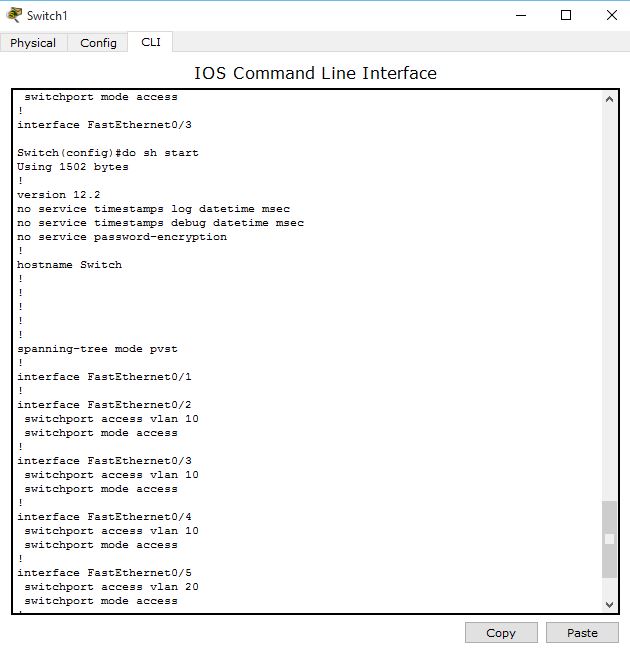 Switch1
Physical Config CLI
IOS Command Line Interface
switchport mode access
!
interface FastEthernet0/3
Switch(config)#do sh start
Using 1502 bytes
!
version 12.2
no service timestamps log datetime msec
no service timestamps debug datetime msec
no service password-encryption
!
hostname Switch
!
!
!
!
!
spanning-tree mode pvst
!
interface FastEthernet0/1
!
interface FastEthernet0/2
switchport access vlan 10
switchport mode access
!
interface FastEthernet0/3
switchport access vlan 10
switchport mode access
!
interface FastEthernet0/4
switchport access vlan 10
switchport mode access
!
interface FastEthernet0/5
switchport access vlan 20
switchport mode access
Copy Paste